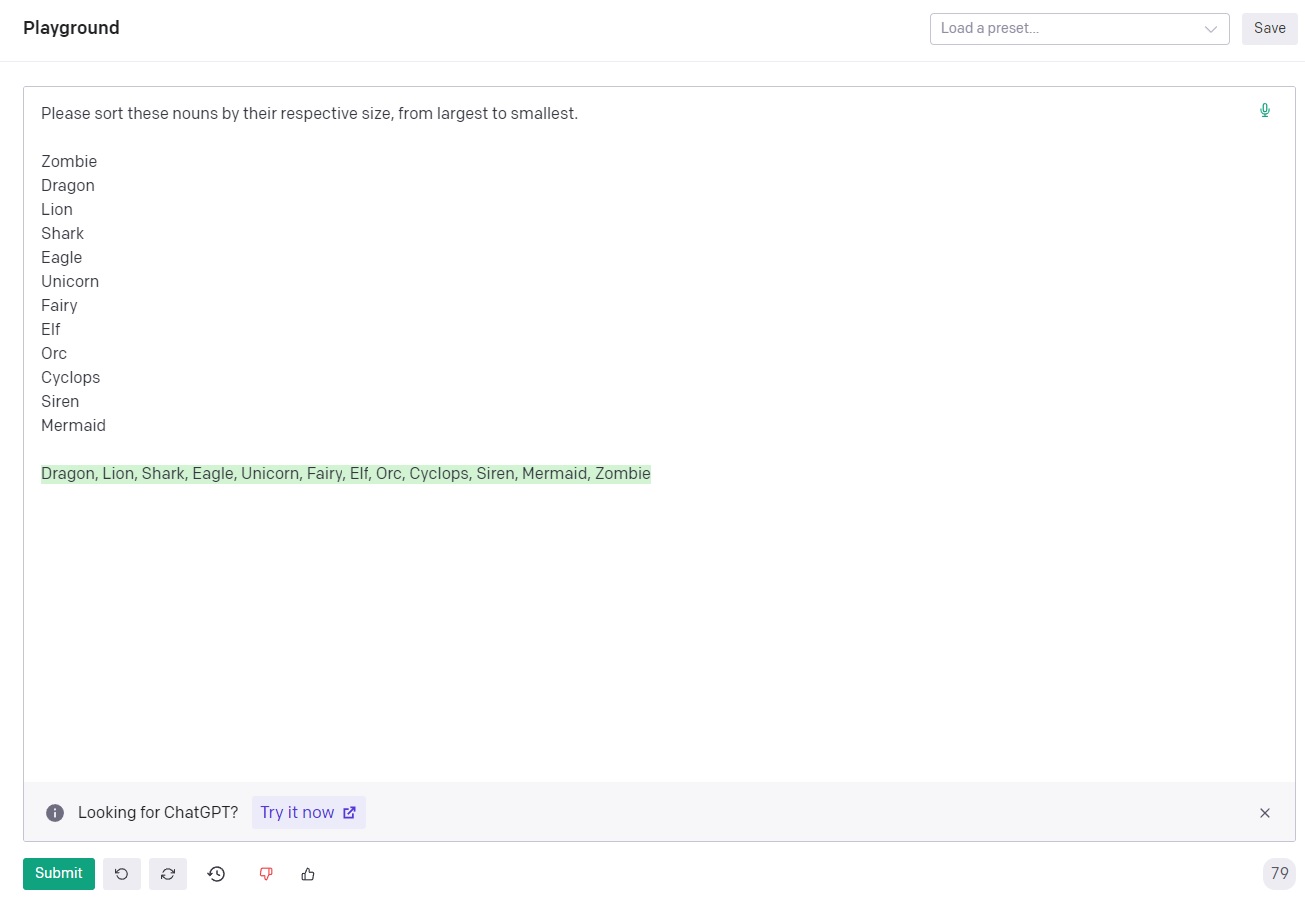 Playground
Load a preset...
Save
Please sort these nouns by their respective size, from largest to smallest.
Zombie
Dragon
Lion
Shark
Eagle
Unicorn
Fairy
Elf
Orc
Cyclops
Siren
Mermaid
Dragon, Lion, Shark, Eagle, Unicorn, Fairy, Elf, Orc, Cyclops, Siren, Mermaid, Zombie
Looking for ChatGPT? Try it now
Submit
79